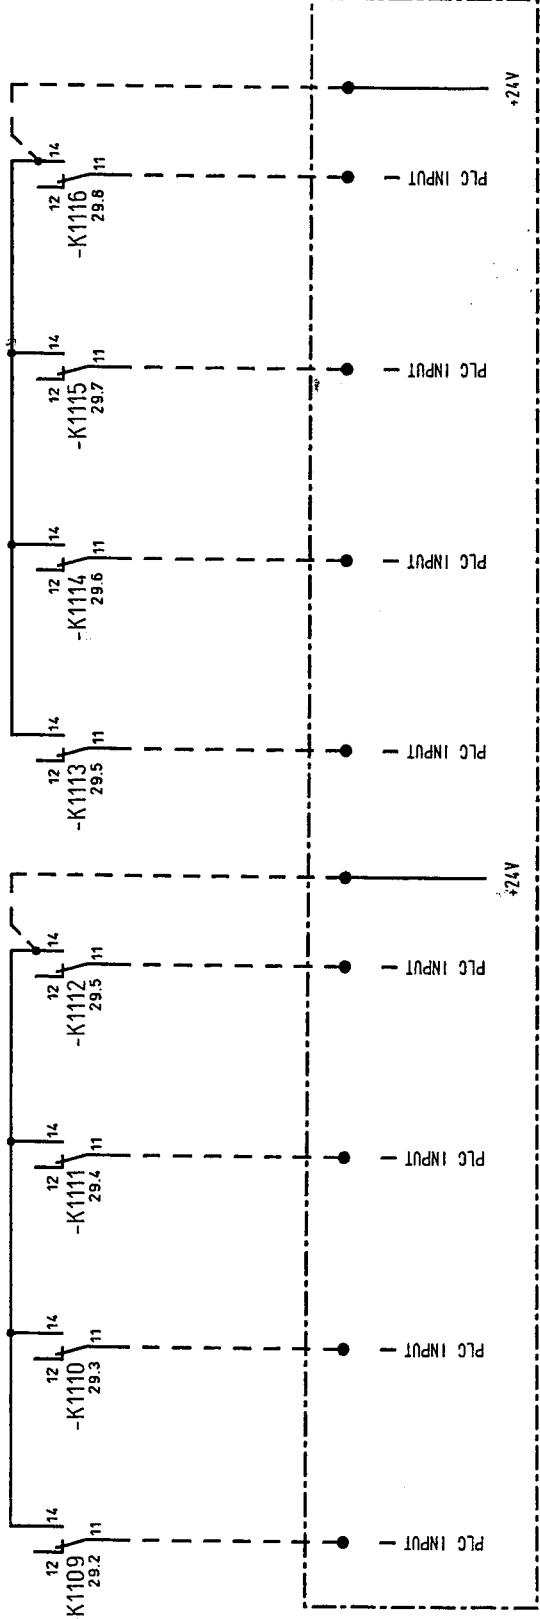 +24V
14
12
11
-K1116
29.8
PLC INPUT
14
12
11
-K1115
29.7
PLC INPUT
14
12
11
-K1114
29.6
PLC INPUT
14
12
11
-K1113
29.5
PLC INPUT
+24V
14
12
11
-K1112
29.5
PLC INPUT
14
12
11
-K1111
29.4
PLC INPUT
14
12
11
-K1110
29.3
PLC INPUT
14
12
11
K1109
29.2
PLC INPUT